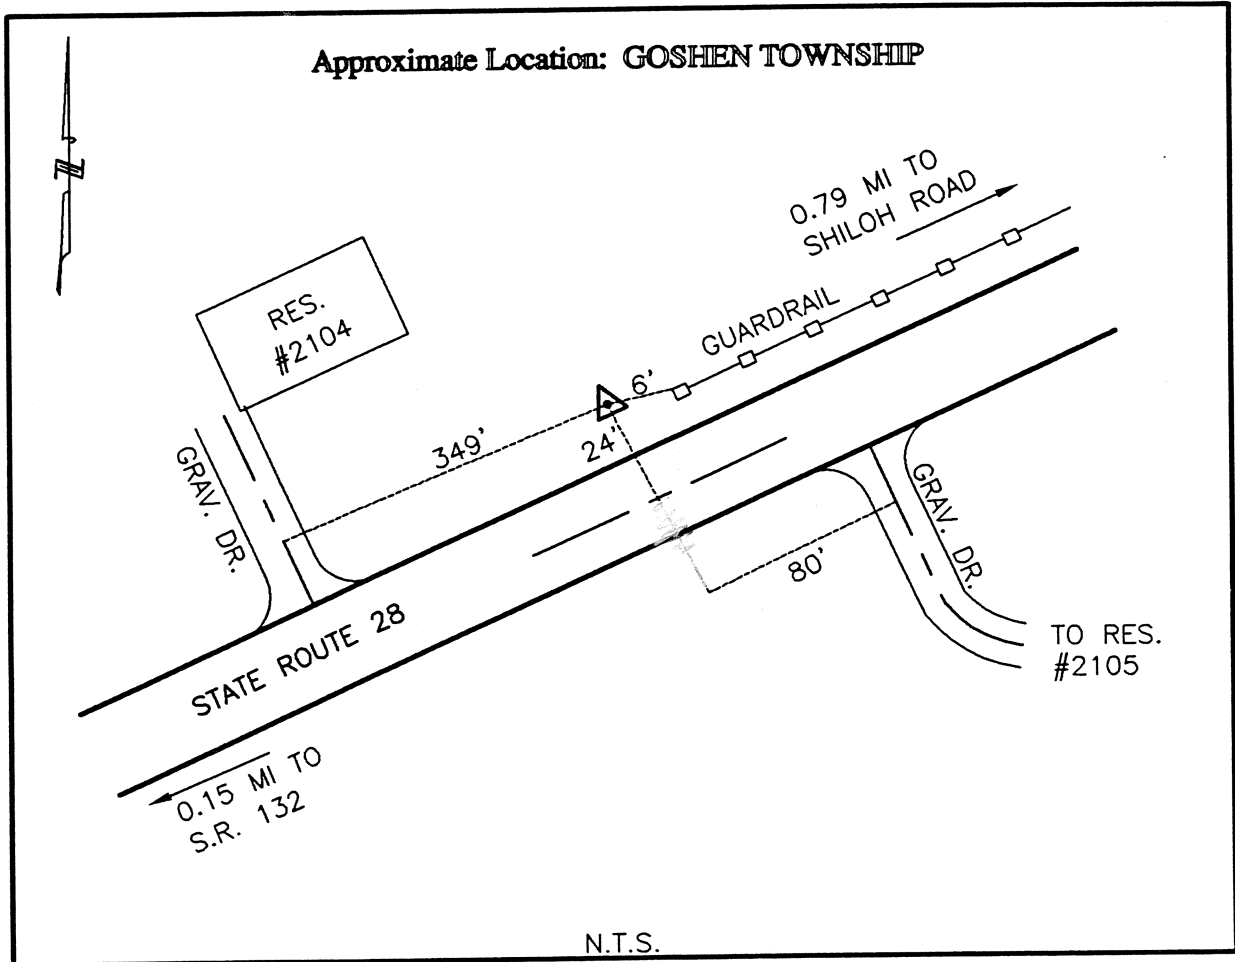 Approximate Location: GOSHEN TOWNSHIP
N
0.79 MI TO
SHILOH ROAD
RES.
#2104
GUARDRAIL
6'
349'
24'
GRAV. DR.
GRAV. DR.
80'
STATE ROUTE 28
TO RES.
#2105
0.15 MI TO
S.R. 132
N.T.S.